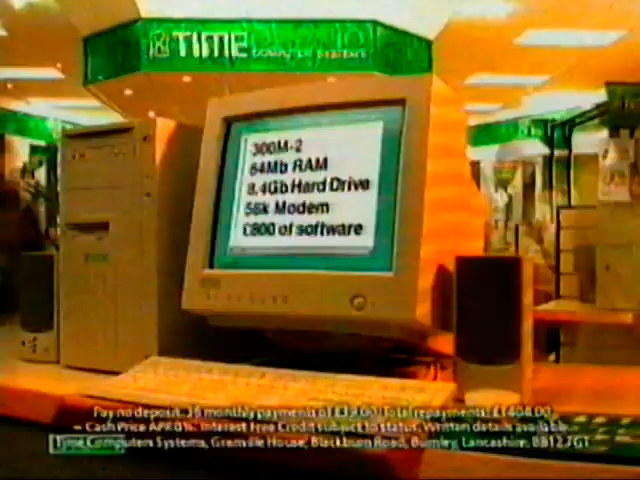 TIME
COMPUTER SYSTEMS
300M-2
64Mb RAM
8.4Gb Hard Drive
56k Modem
£800 of software
Pay no deposit. 36 monthly payments of £39.00. Total repayments: £1404.00
= Cash Price APR 0%. Interest Free Credit subject to status. Written details available.
Time Computers Systems, Granville House, Blackburn Road, Burnley, Lancashire. BB12 7GT